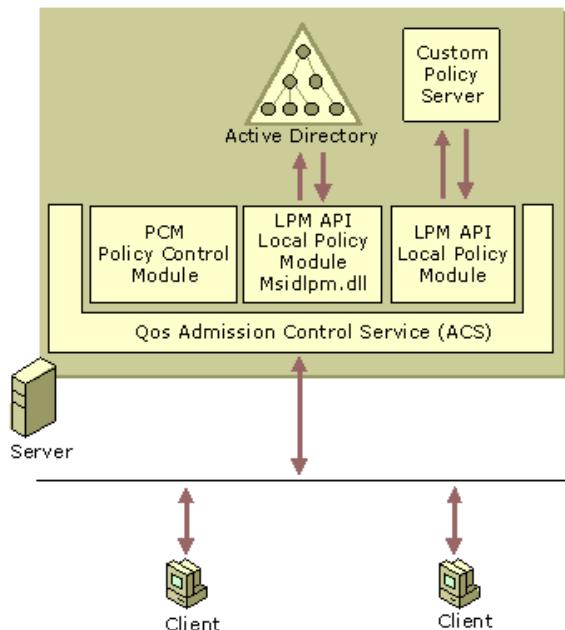 Custom
Policy
Server
Active Directory
PCM
Policy Control
Module
LPM API
Local Policy
Module
Msidlpm.dll
LPM API
Local Policy
Module
Qos Admission Control Service (ACS)
Server
Client
Client